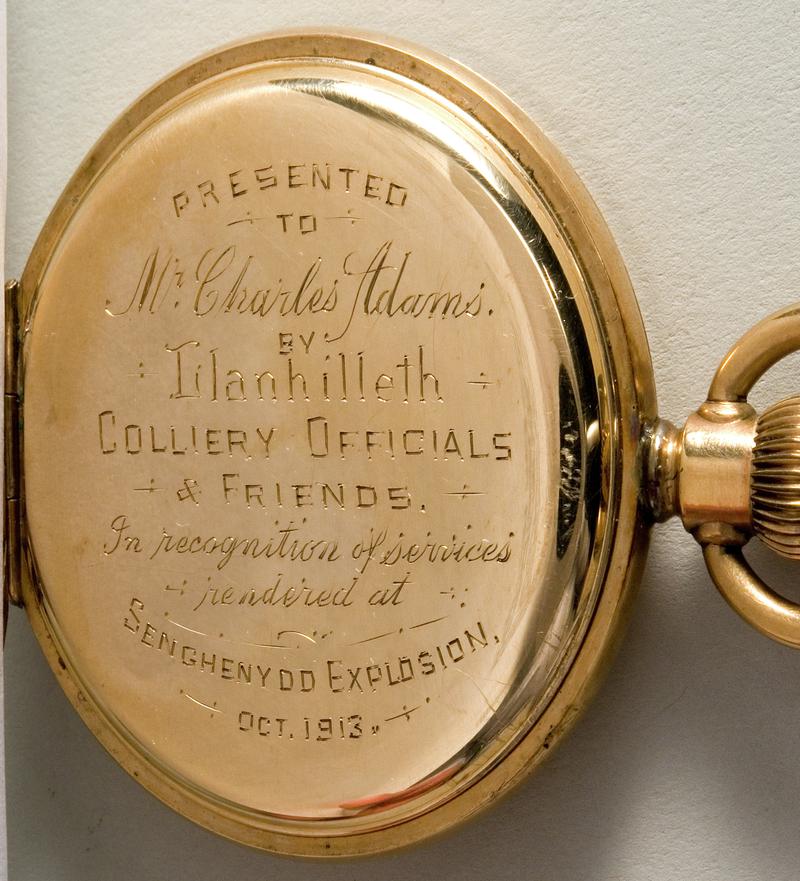 PRESENTED
TO
Mr. Charles Adams.
BY
Llanhilleth
COLLIERY OFFICIALS
& FRIENDS.
In recognition of services
rendered at
SENGHENYDD EXPLOSION,
OCT. 1913.